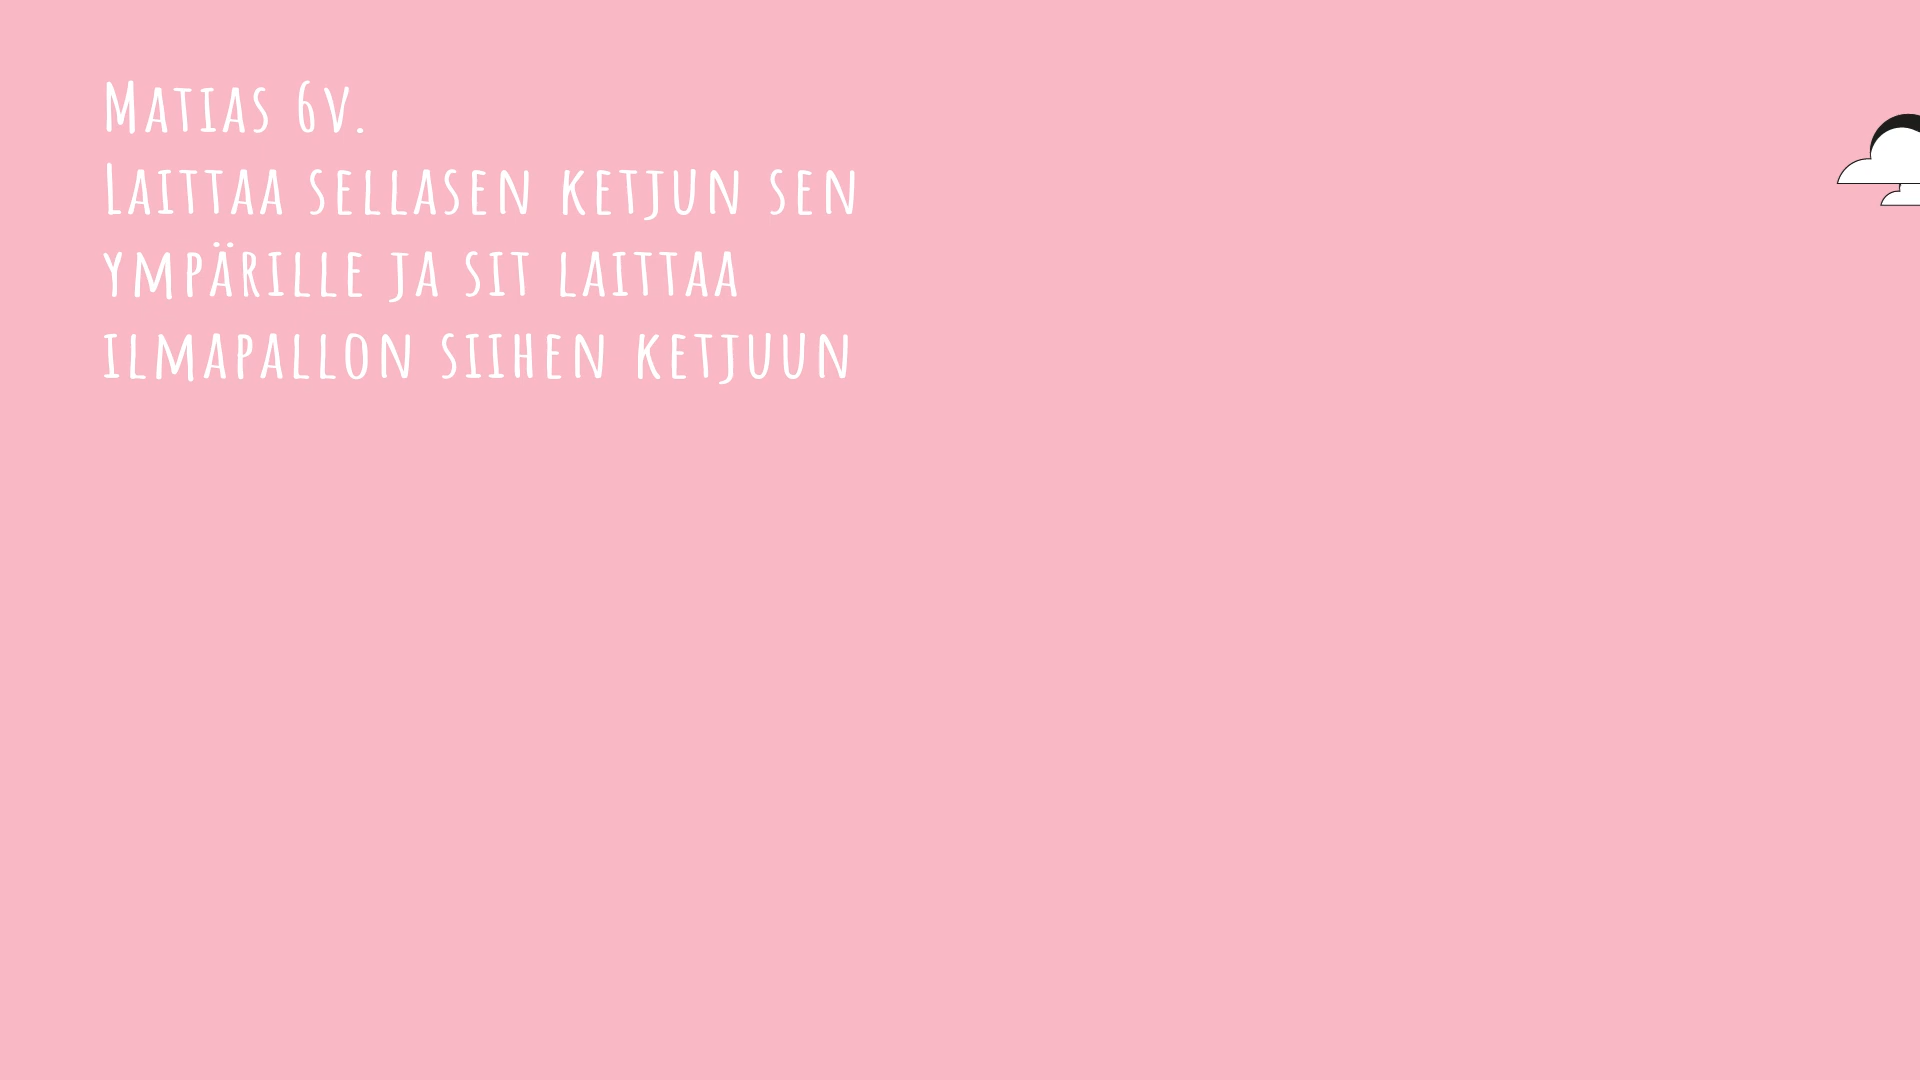 Matias 6v.
Laittaa sellasen ketjun sen
ympärille ja sit laittaa
ilmapallon siihen ketjuun